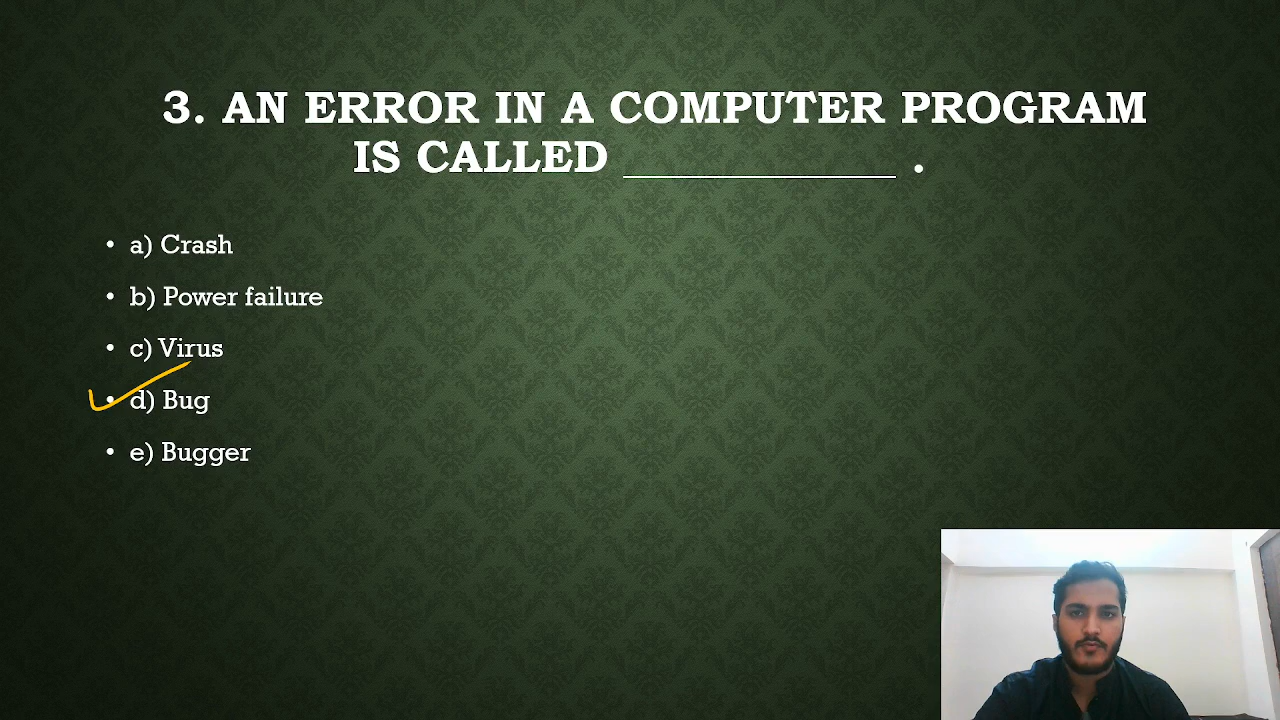 3. AN ERROR IN A COMPUTER PROGRAM
IS CALLED ______________ .
• a) Crash
• b) Power failure
• c) Virus
• d) Bug
• e) Bugger